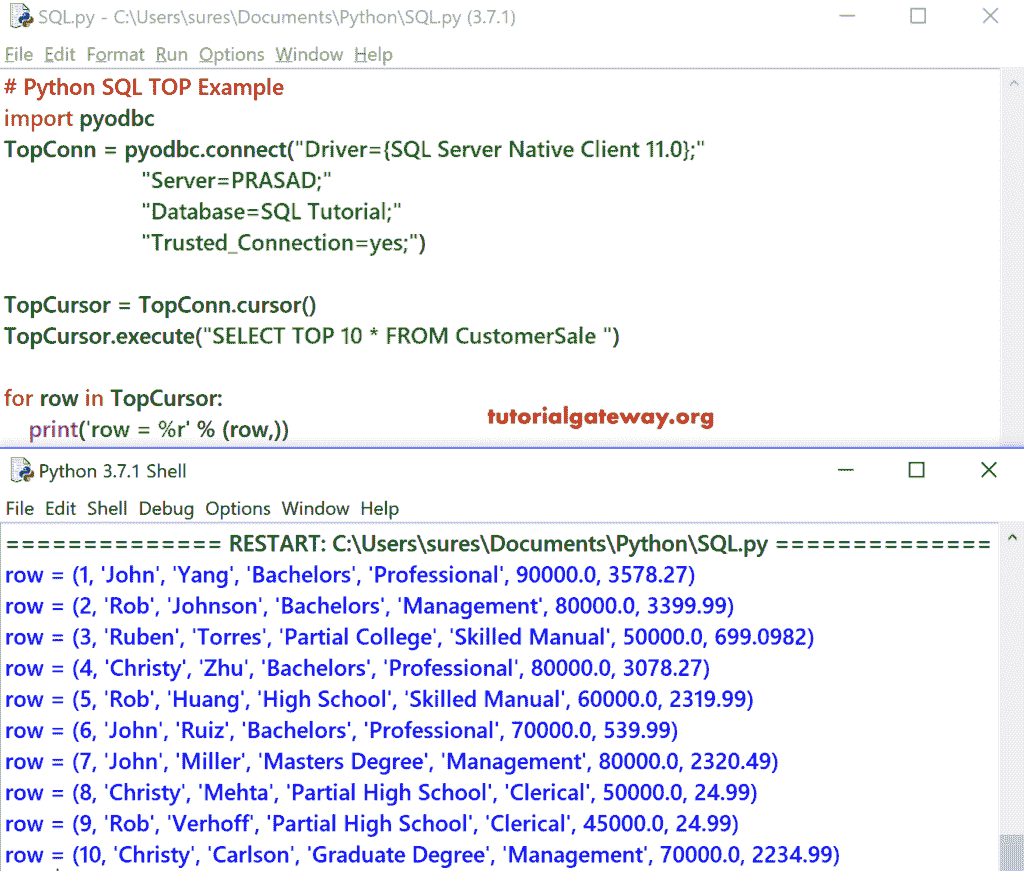 SQL.py - C:\Users\sures\Documents\Python\SQL.py (3.7.1)
File Edit Format Run Options Window Help
# Python SQL TOP Example
import pyodbc
TopConn = pyodbc.connect("Driver={SQL Server Native Client 11.0};"
"Server=PRASAD;"
"Database=SQL Tutorial;"
"Trusted_Connection=yes;")
TopCursor = TopConn.cursor()
TopCursor.execute("SELECT TOP 10 * FROM CustomerSale ")
for row in TopCursor:
print('row = %r' % (row,))
tutorialgateway.org
Python 3.7.1 Shell
File Edit Shell Debug Options Window Help
============== RESTART: C:\Users\sures\Documents\Python\SQL.py ==============
row = (1, 'John', 'Yang', 'Bachelors', 'Professional', 90000.0, 3578.27)
row = (2, 'Rob', 'Johnson', 'Bachelors', 'Management', 80000.0, 3399.99)
row = (3, 'Ruben', 'Torres', 'Partial College', 'Skilled Manual', 50000.0, 699.0982)
row = (4, 'Christy', 'Zhu', 'Bachelors', 'Professional', 80000.0, 3078.27)
row = (5, 'Rob', 'Huang', 'High School', 'Skilled Manual', 60000.0, 2319.99)
row = (6, 'John', 'Ruiz', 'Bachelors', 'Professional', 70000.0, 539.99)
row = (7, 'John', 'Miller', 'Masters Degree', 'Management', 80000.0, 2320.49)
row = (8, 'Christy', 'Mehta', 'Partial High School', 'Clerical', 50000.0, 24.99)
row = (9, 'Rob', 'Verhoff', 'Partial High School', 'Clerical', 45000.0, 24.99)
row = (10, 'Christy', 'Carlson', 'Graduate Degree', 'Management', 70000.0, 2234.99)